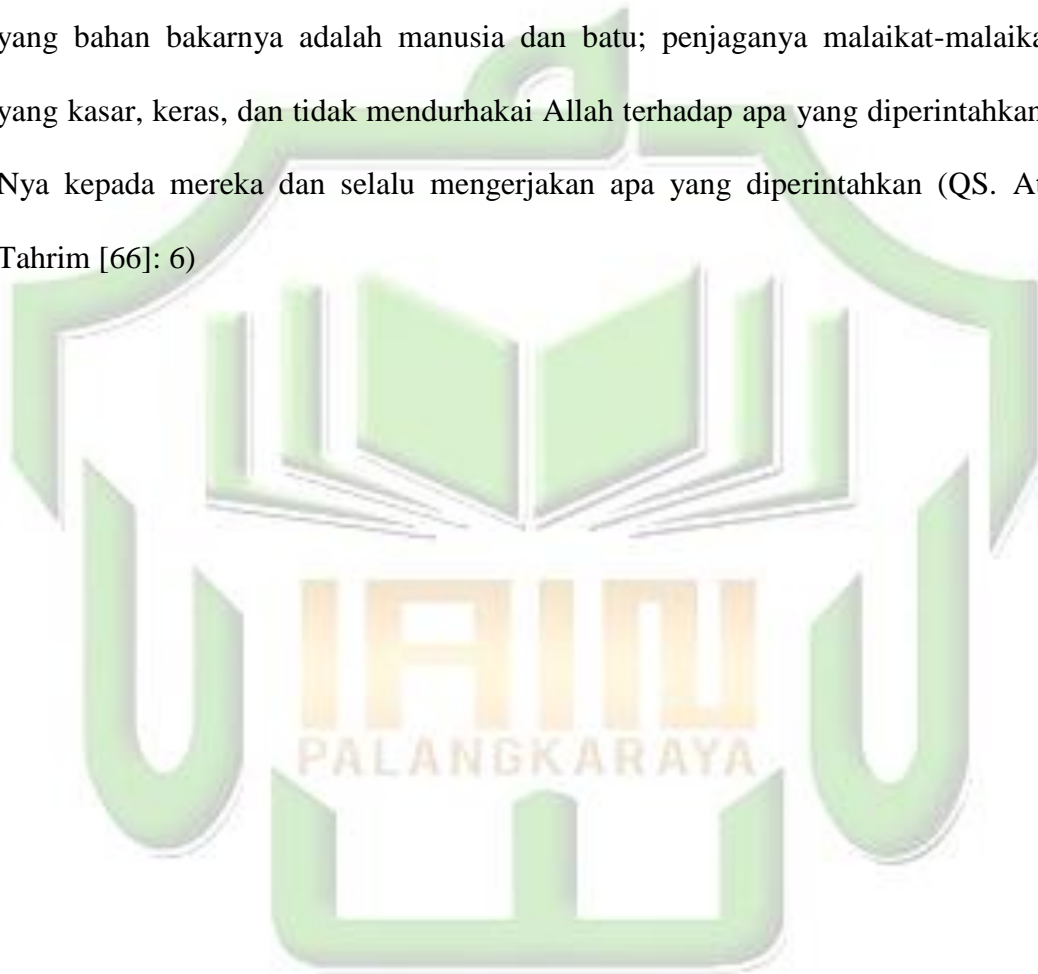 yang bahan bakarnya adalah manusia dan batu; penjaganya malaikat-malaika
yang kasar, keras, dan tidak mendurhakai Allah terhadap apa yang diperintahkan
Nya kepada mereka dan selalu mengerjakan apa yang diperintahkan (QS. At
Tahrim [66]: 6)
IAIN
PALANGKARAYA